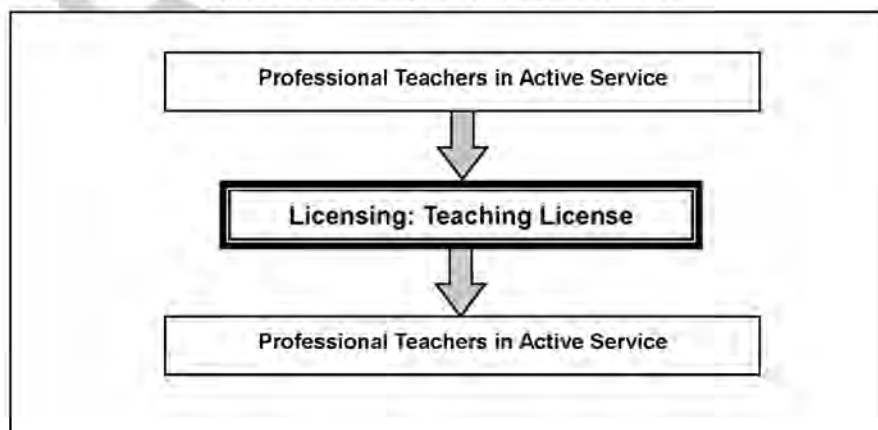 Professional Teachers in Active Service
Licensing: Teaching License
Professional Teachers in Active Service